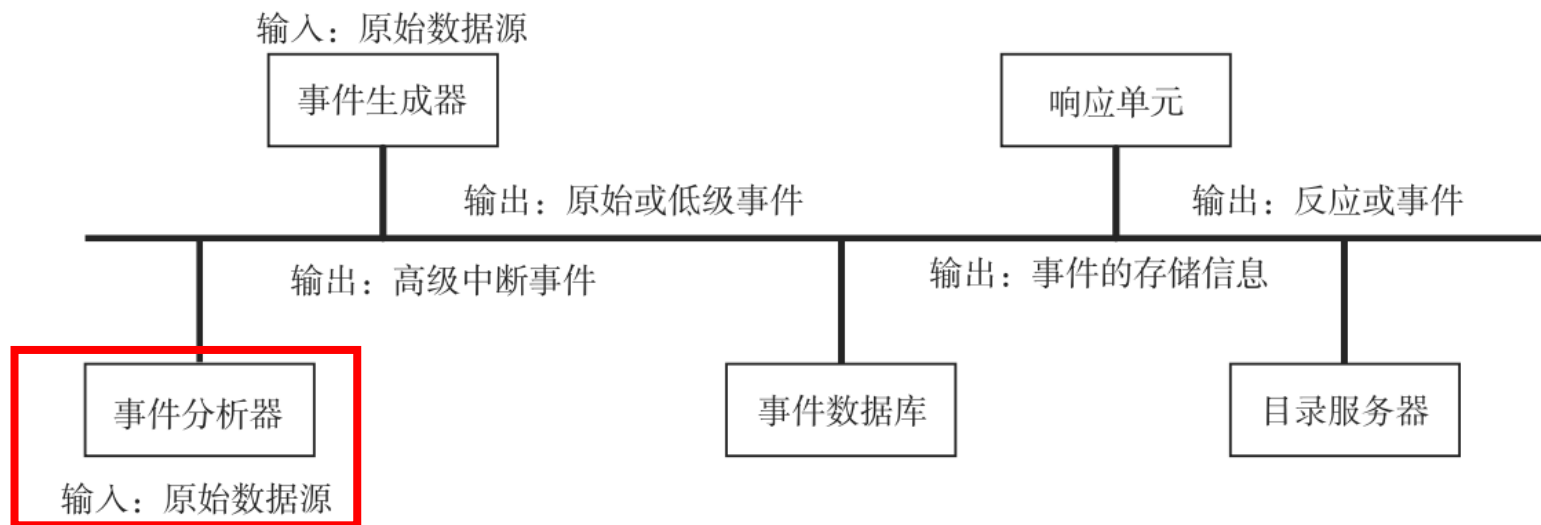 输入：原始数据源
事件生成器
响应单元
输出：原始或低级事件
输出：反应或事件
输出：高级中断事件
输出：事件的存储信息
事件分析器
事件数据库
目录服务器
输入：原始数据源